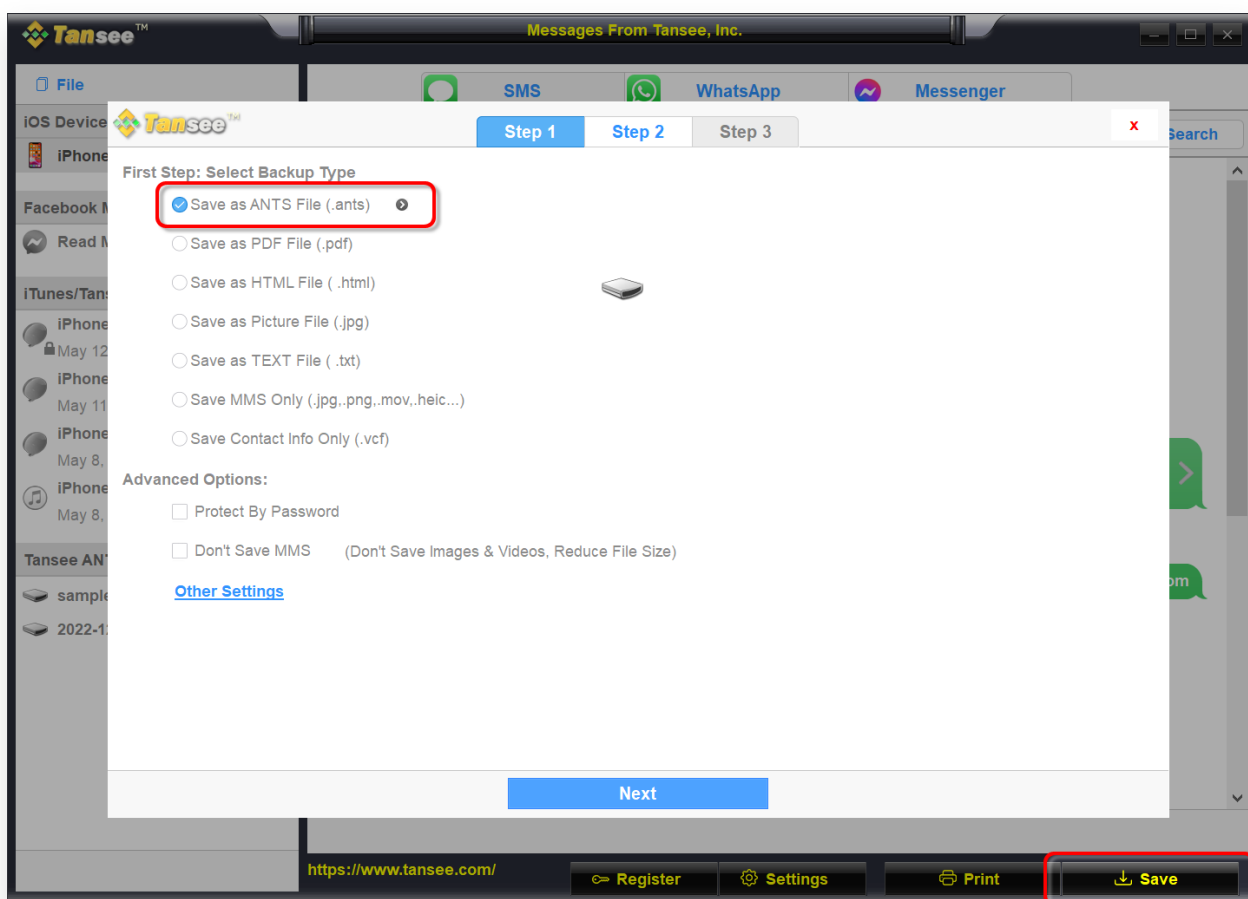 Tansee™
Messages From Tansee, Inc.
File
SMS
WhatsApp
Messenger
iOS Device
Tansee™
Step 1
Step 2
Step 3
x
Search
iPhone
First Step: Select Backup Type
Save as ANTS File (.ants)
Facebook
Save as PDF File (.pdf)
Read
Save as HTML File ( .html)
iTunes/Tans
iPhone
Save as Picture File (.jpg)
May 12
Save as TEXT File ( .txt)
iPhone
May 11
Save MMS Only (.jpg,.png,.mov,.heic...)
iPhone
Save Contact Info Only (.vcf)
May 8,
Advanced Options:
iPhone
May 8,
Protect By Password
Don't Save MMS (Don't Save Images & Videos, Reduce File Size)
Tansee AN
om
sample
Other Settings
2022-1
Next
https://www.tansee.com/
Register
Settings
Print
Save